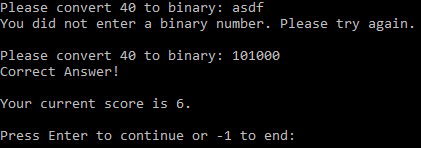 Please convert 40 to binary: asdf
You did not enter a binary number. Please try again.
Please convert 40 to binary: 101000
Correct Answer!
Your current score is 6.
Press Enter to continue or -1 to end: